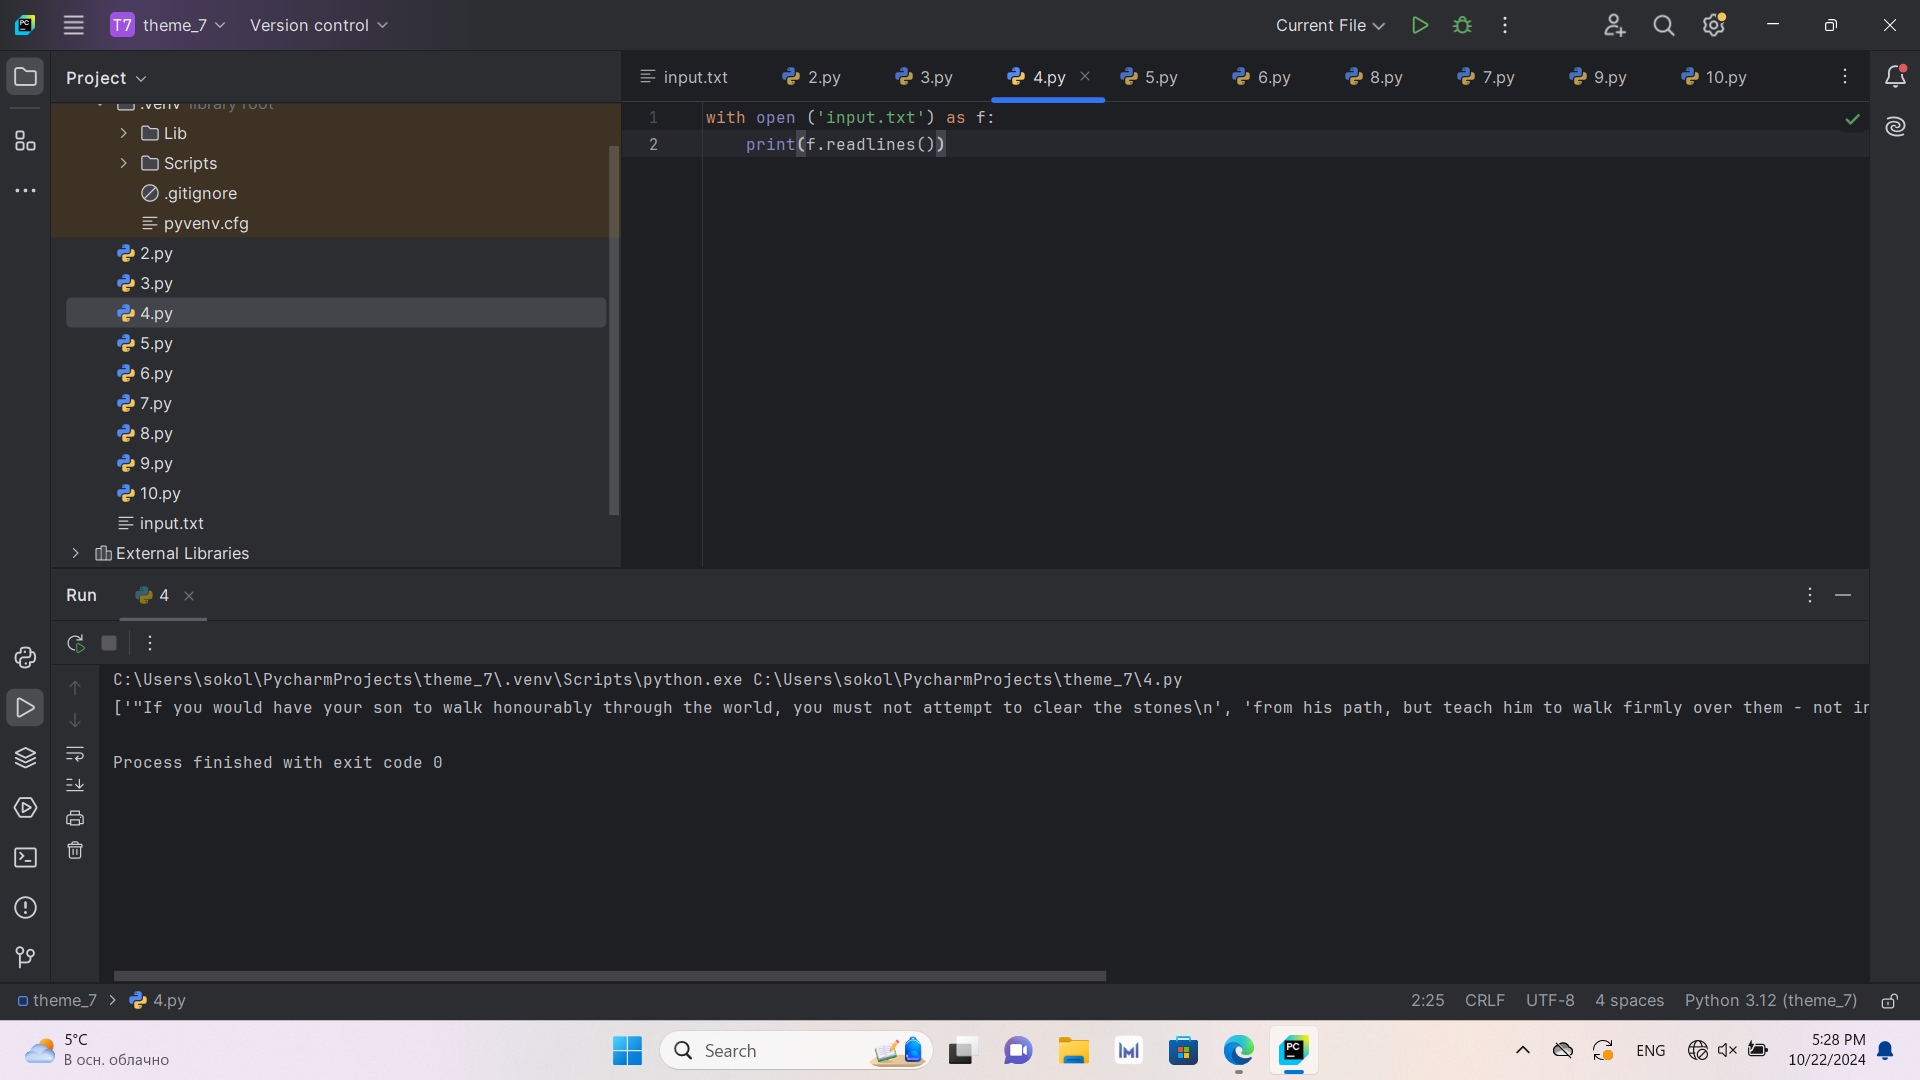 T7 theme_7 Version control Current File
Project
.venv library root
Lib
Scripts
.gitignore
pyvenv.cfg
2.py
3.py
4.py
5.py
6.py
7.py
8.py
9.py
10.py
input.txt
External Libraries
input.txt 2.py 3.py 4.py 5.py 6.py 8.py 7.py 9.py 10.py
1 with open ('input.txt') as f:
2 print(f.readlines())
Run 4
C:\Users\sokol\PycharmProjects\theme_7\.venv\Scripts\python.exe C:\Users\sokol\PycharmProjects\theme_7\4.py
['"If you would have your son to walk honourably through the world, you must not attempt to clear the stones\n', 'from his path, but teach him to walk firmly over them - not in
Process finished with exit code 0
theme_7 4.py 2:25 CRLF UTF-8 4 spaces Python 3.12 (theme_7)
5°C
В осн. облачно
Search
PC
ENG
5:28 PM
10/22/2024